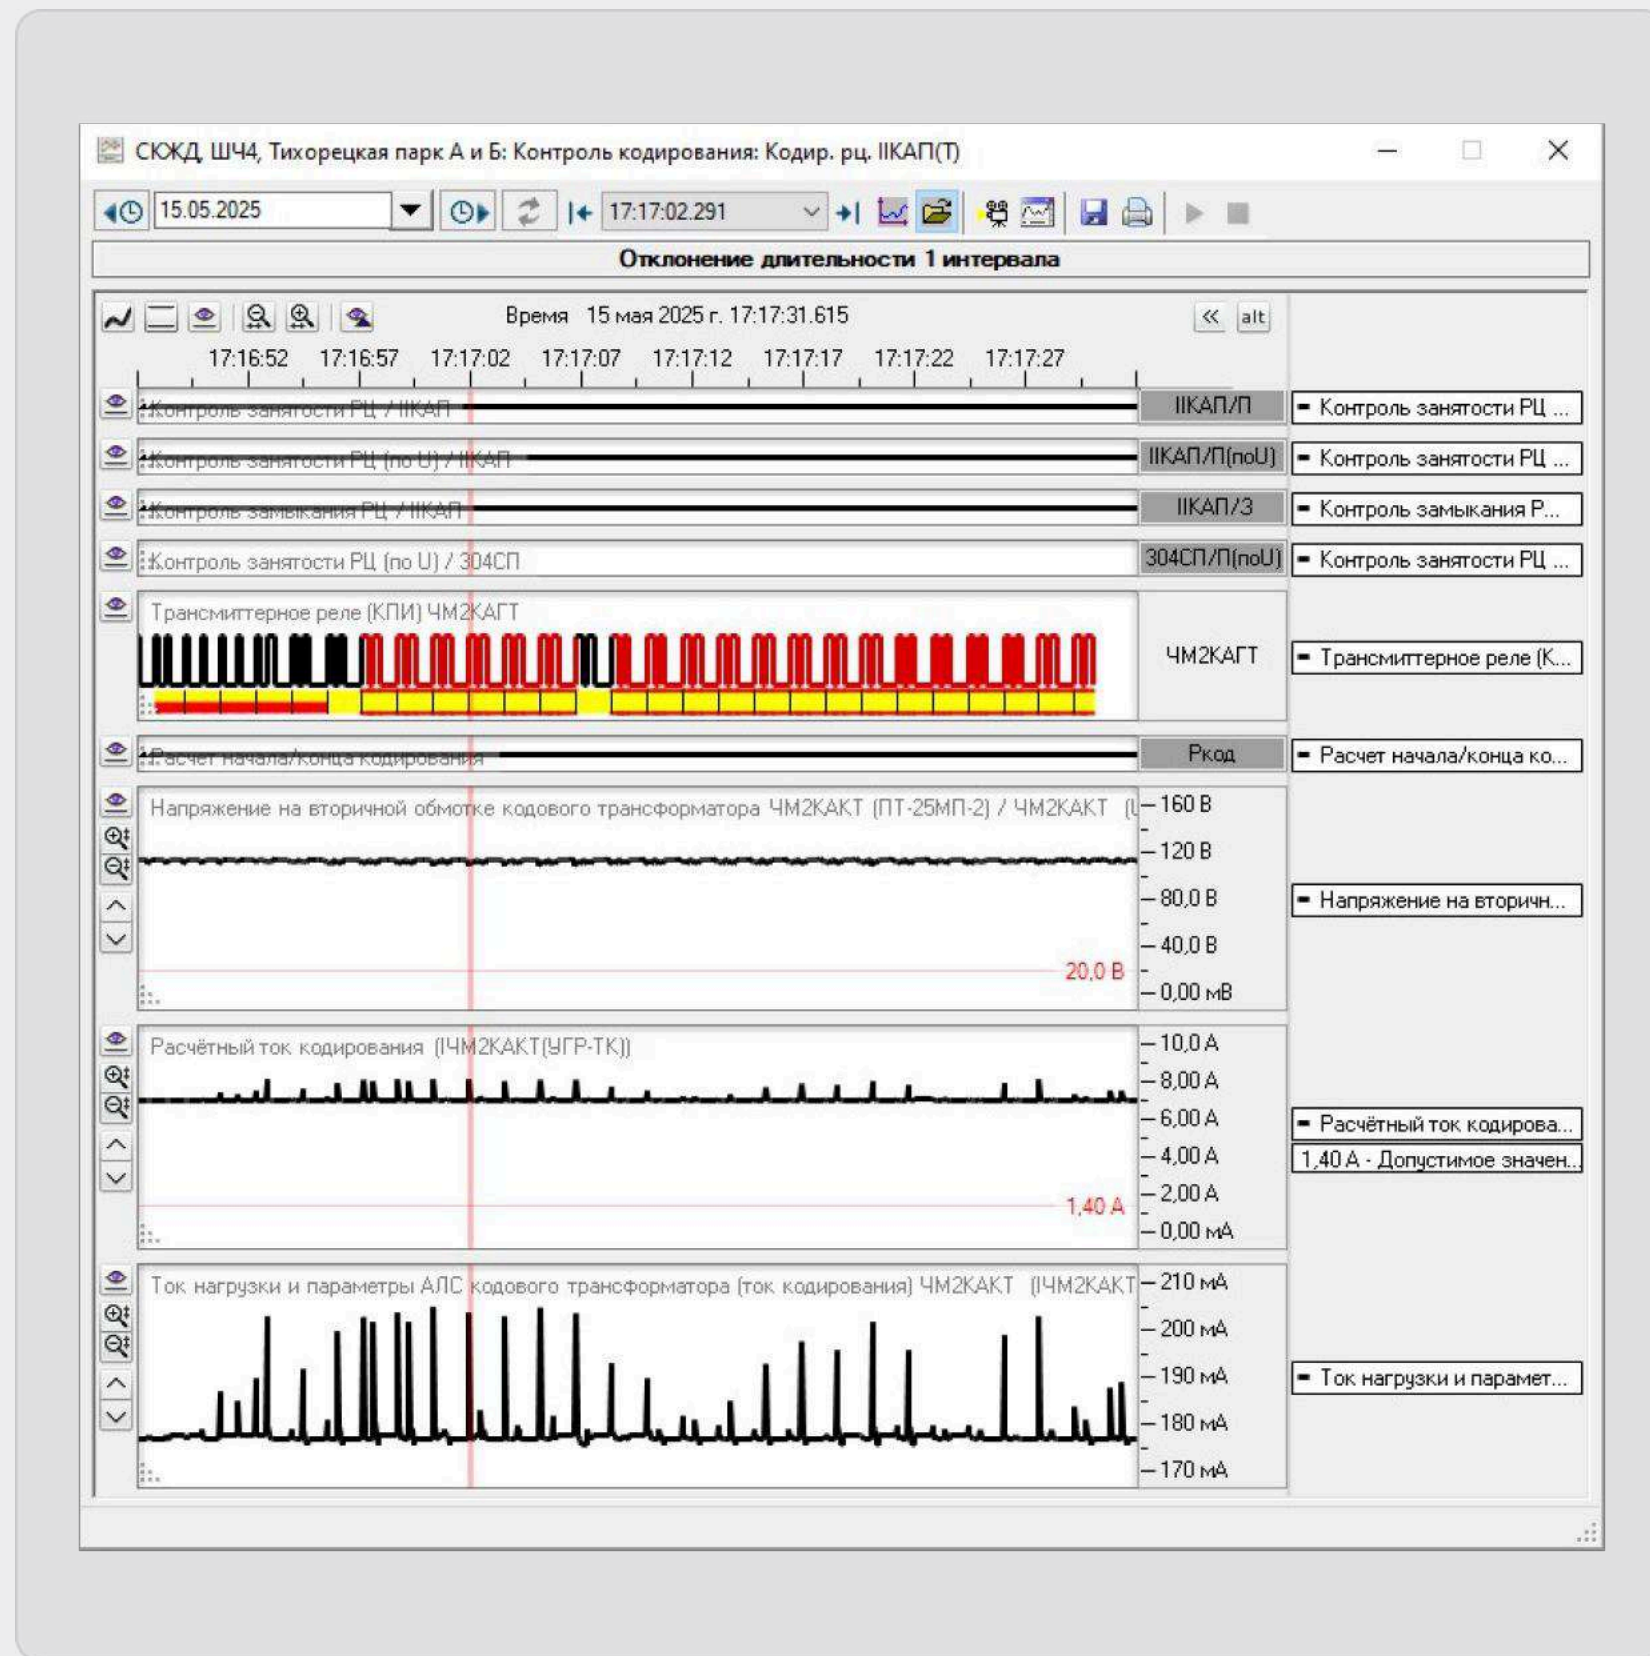 СКЖД, ШЧ4, Тихорецкая парк А и Б: Контроль кодирования: Кодир. рц. IIКАП(Т)
15.05.2025
17:17:02.291
Отклонение длительности 1 интервала
Время 15 мая 2025 г. 17:17:31.615
<< alt
17:16:52 17:16:57 17:17:02 17:17:07 17:17:12 17:17:17 17:17:22 17:17:27
Контроль занятости РЦ / IIКАП
IIКАП/П
Контроль занятости РЦ ...
Контроль занятости РЦ (по U) / IIКАП
IIКАП/П(поU)
Контроль занятости РЦ ...
Контроль замыкания РЦ / IIКАП
IIКАП/З
Контроль замыкания Р...
Контроль занятости РЦ (по U) / 304СП
304СП/П(поU)
Контроль занятости РЦ ...
Трансмиттерное реле (КПИ) ЧМ2КАГТ
ЧМ2КАГТ
Трансмиттерное реле (К...
Расчет начала/конца кодирования
Ркод
Расчет начала/конца ко...
Напряжение на вторичной обмотке кодового трансформатора ЧМ2КАКТ (ПТ-25МП-2) / ЧМ2КАКТ
160 В
120 В
80,0 В
40,0 В
20,0 В
0,00 мВ
Напряжение на вторичн...
Расчётный ток кодирования (IЧМ2КАКТ(УГР-ТК))
10,0 А
8,00 А
6,00 А
4,00 А
2,00 А
1,40 А
0,00 мА
Расчётный ток кодирова...
1,40 А - Допустимое значен...
Ток нагрузки и параметры АЛС кодового трансформатора (ток кодирования) ЧМ2КАКТ (IЧМ2КАКТ
210 мА
200 мА
190 мА
180 мА
170 мА
Ток нагрузки и парамет...